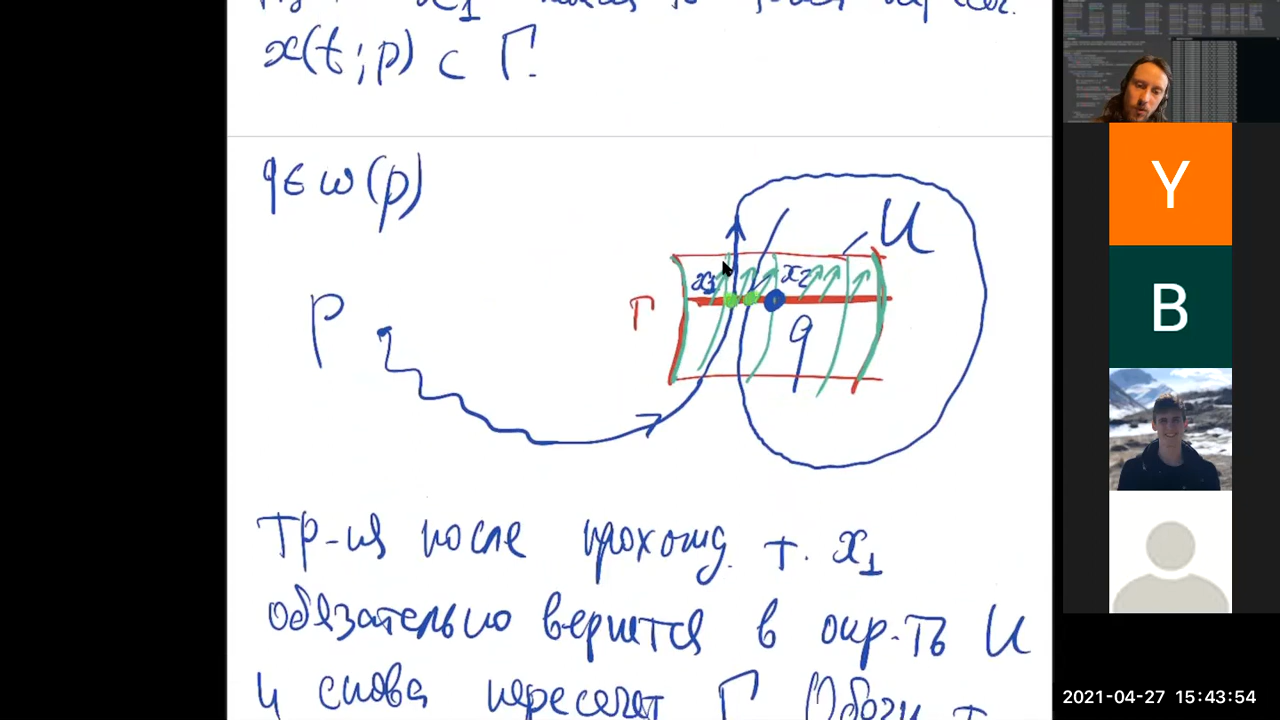 x(t; p) с Г.
q ∈ ω(p)
U
x₁
x₂
Г
P
q
Тр-ия после прохожд. т. x₁
обязательно вернется в окр-ть U
и снова пересечет Г. Обозн. т.
Y
B
2021-04-27 15:43:54